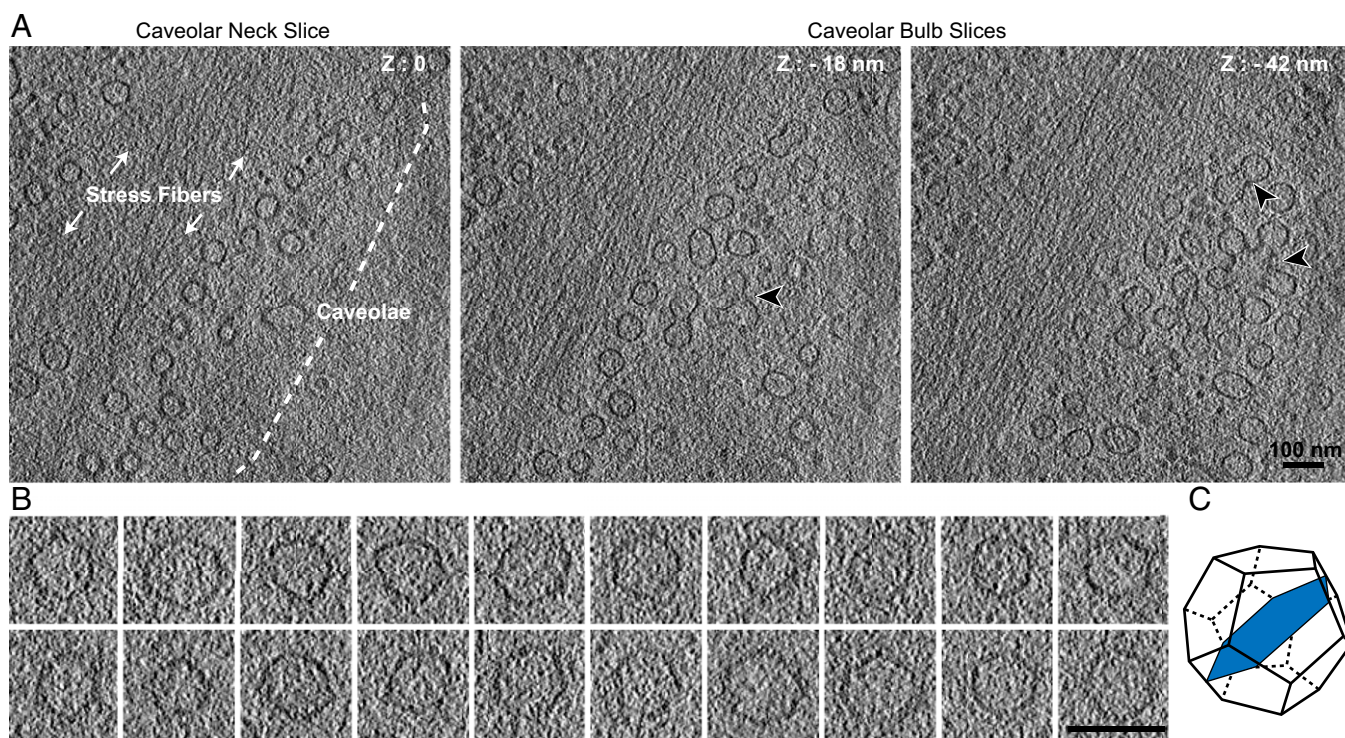 A
Caveolar Neck Slice
Caveolar Bulb Slices
Z : 0
Z : - 18 nm
Z : - 42 nm
Stress Fibers
Caveolae
100 nm
B
C